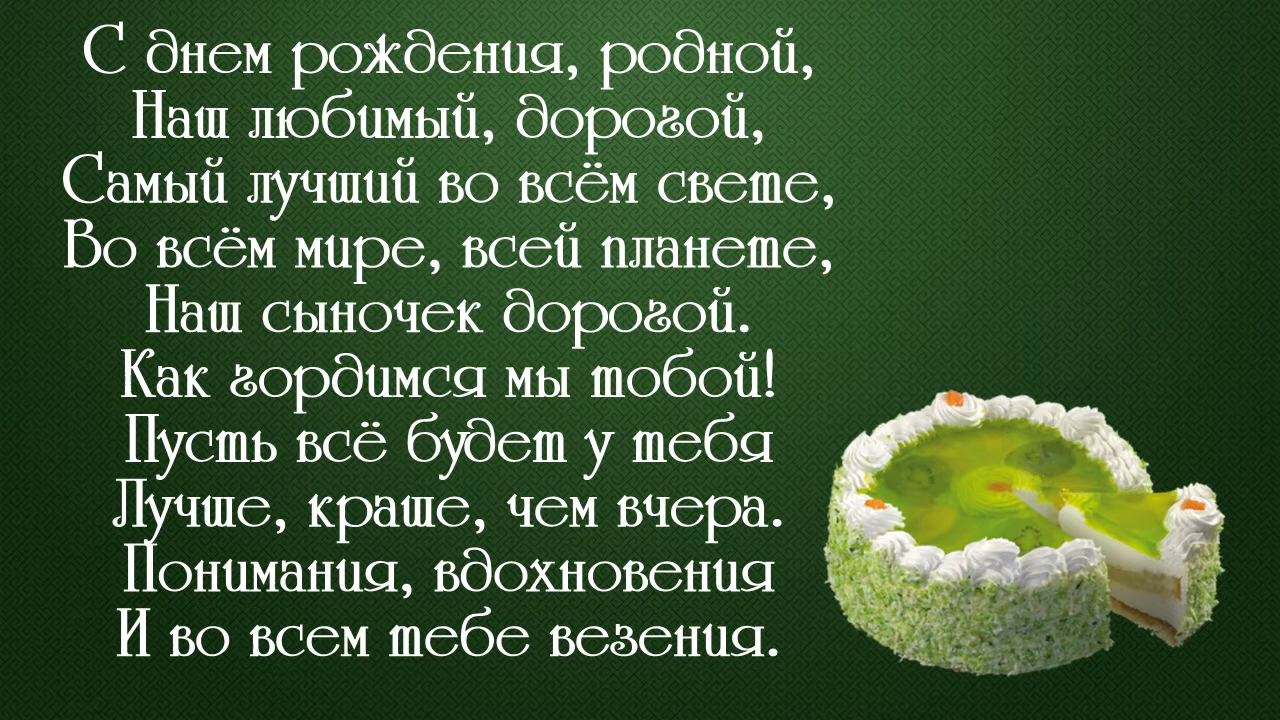 С днем рождения, родной,
Наш любимый, дорогой,
Самый лучший во всём свете,
Во всём мире, всей планете,
Наш сыночек дорогой.
Как гордимся мы тобой!
Пусть всё будет у тебя
Лучше, краше, чем вчера.
Понимания, вдохновения
И во всем тебе везения.